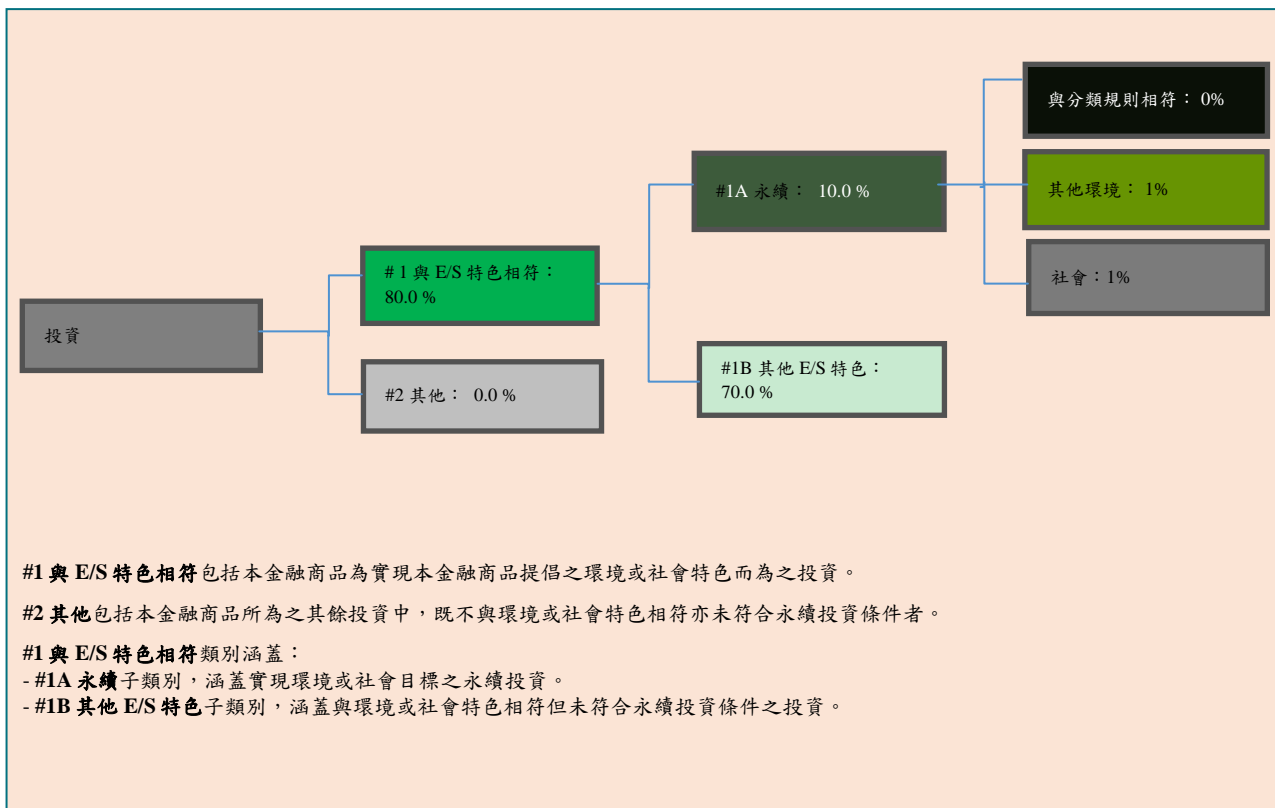 投資
# 1 與 E/S 特色相符：
80.0 %
#2 其他： 0.0 %
#1A 永續： 10.0 %
#1B 其他 E/S 特色：
70.0 %
與分類規則相符： 0%
其他環境： 1%
社會：1%
#1 與 E/S 特色相符包括本金融商品為實現本金融商品提倡之環境或社會特色而為之投資。
#2 其他包括本金融商品所為之其餘投資中，既不與環境或社會特色相符亦未符合永續投資條件者。
#1 與 E/S 特色相符類別涵蓋：
- #1A 永續子類別，涵蓋實現環境或社會目標之永續投資。
- #1B 其他 E/S 特色子類別，涵蓋與環境或社會特色相符但未符合永續投資條件之投資。